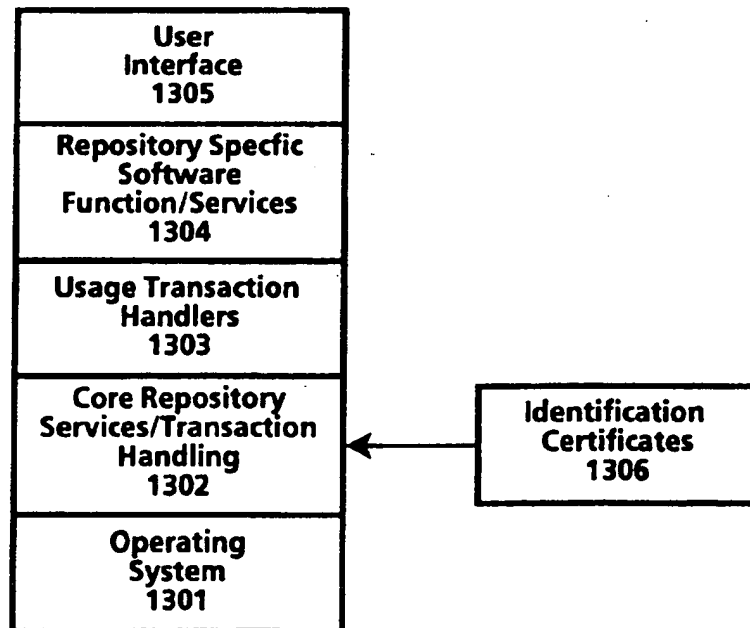 User
Interface
1305
Repository Specfic
Software
Function/Services
1304
Usage Transaction
Handlers
1303
Core Repository
Services/Transaction
Handling
1302
Identification
Certificates
1306
Operating
System
1301